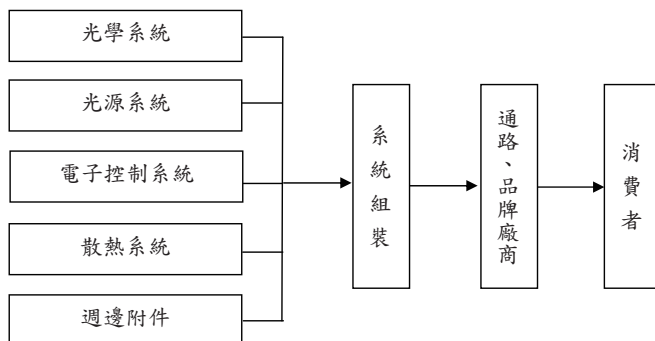 光學系統
光源系統
電子控制系統
散熱系統
週邊附件
系統組裝
通路、品牌廠商
消費者